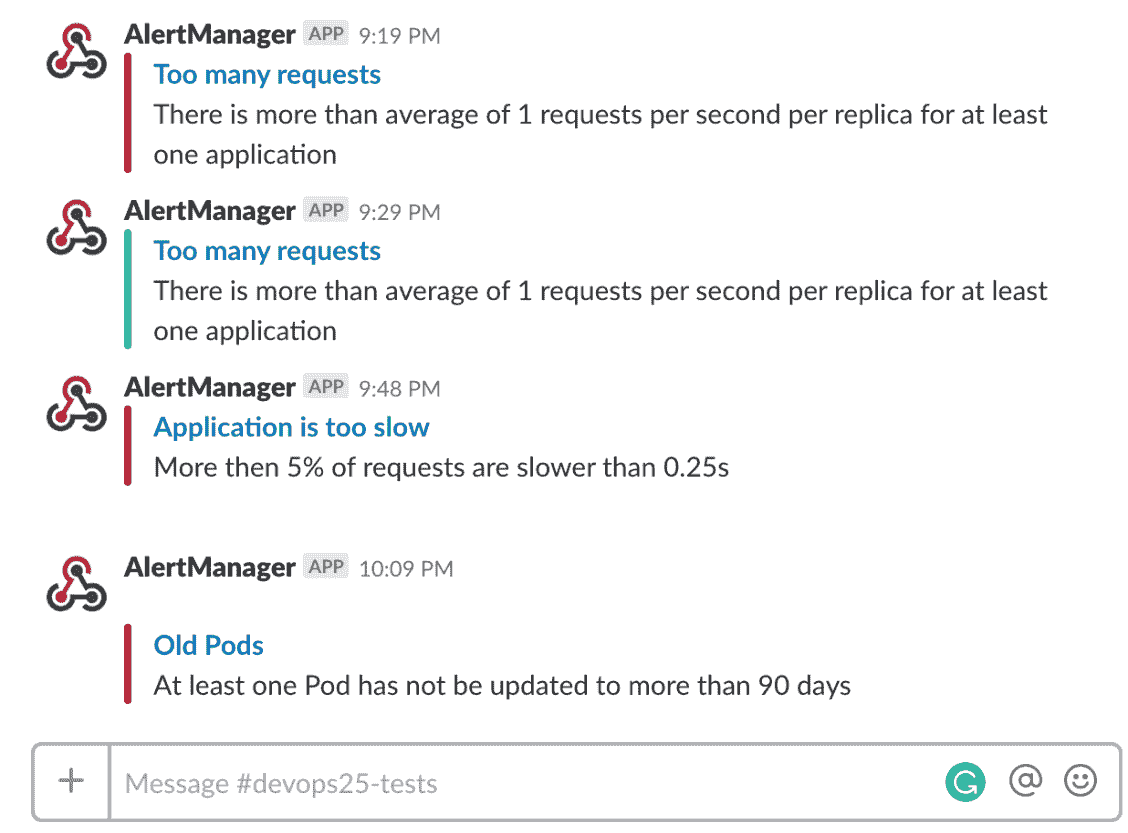 AlertManager APP 9:19 PM
Too many requests
There is more than average of 1 requests per second per replica for at least
one application
AlertManager APP 9:29 PM
Too many requests
There is more than average of 1 requests per second per replica for at least
one application
AlertManager APP 9:48 PM
Application is too slow
More then 5% of requests are slower than 0.25s
AlertManager APP 10:09 PM
Old Pods
At least one Pod has not be updated to more than 90 days
+ Message #devops25-tests @